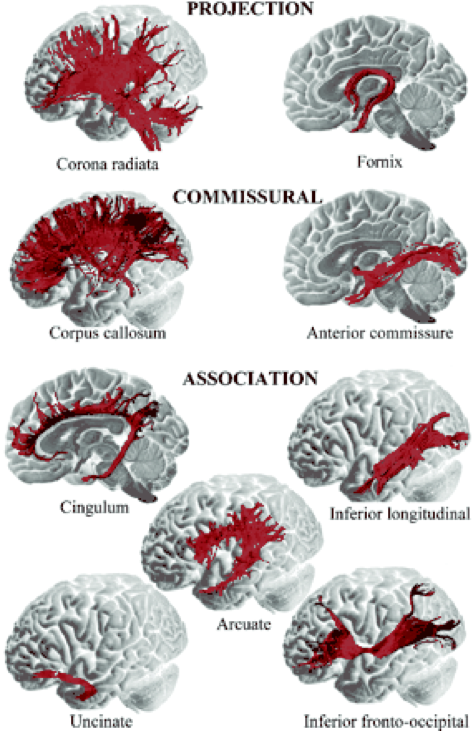 PROJECTION
Corona radiata
Fornix
COMMISSURAL
Corpus callosum
Anterior commissure
ASSOCIATION
Cingulum
Inferior longitudinal
Arcuate
Uncinate
Inferior fronto-occipital